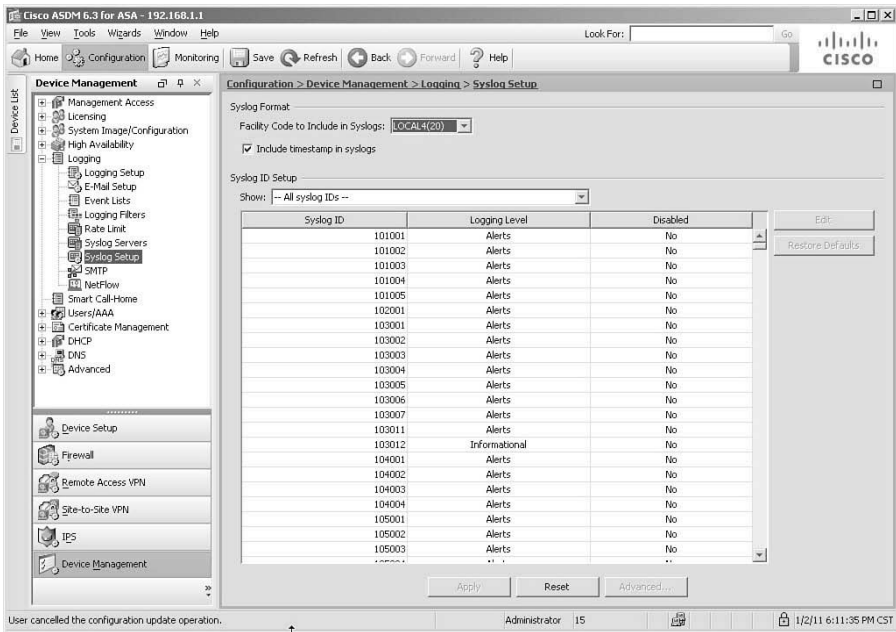 Cisco ASDM 6.3 for ASA - 192.168.1.1
File View Tools Wizards Window Help
Look For: Go
Home Configuration Monitoring Save Refresh Back Forward Help
CISCO
Device List
Device Management
Management Access
Licensing
System Image/Configuration
High Availability
Logging
Logging Setup
E-Mail Setup
Event Lists
Logging Filters
Rate Limit
Syslog Servers
Syslog Setup
SMTP
NetFlow
Smart Call-Home
Users/AAA
Certificate Management
DHCP
DNS
Advanced
Device Setup
Firewall
Remote Access VPN
Site-to-Site VPN
IPS
Device Management
Configuration > Device Management > Logging > Syslog Setup
Syslog Format
Facility Code to Include in Syslogs: LOCAL4(20)
Include timestamp in syslogs
Syslog ID Setup
Show: -- All syslog IDs --
Syslog ID Logging Level Disabled
101001 Alerts No
101002 Alerts No
101003 Alerts No
101004 Alerts No
101005 Alerts No
102001 Alerts No
103001 Alerts No
103002 Alerts No
103003 Alerts No
103004 Alerts No
103005 Alerts No
103006 Alerts No
103007 Alerts No
103011 Alerts No
103012 Informational No
104001 Alerts No
104002 Alerts No
104003 Alerts No
104004 Alerts No
105001 Alerts No
105002 Alerts No
105003 Alerts No
Edit
Restore Defaults
Apply Reset Advanced...
User cancelled the configuration update operation.
Administrator 15
1/2/11 6:11:35 PM CST